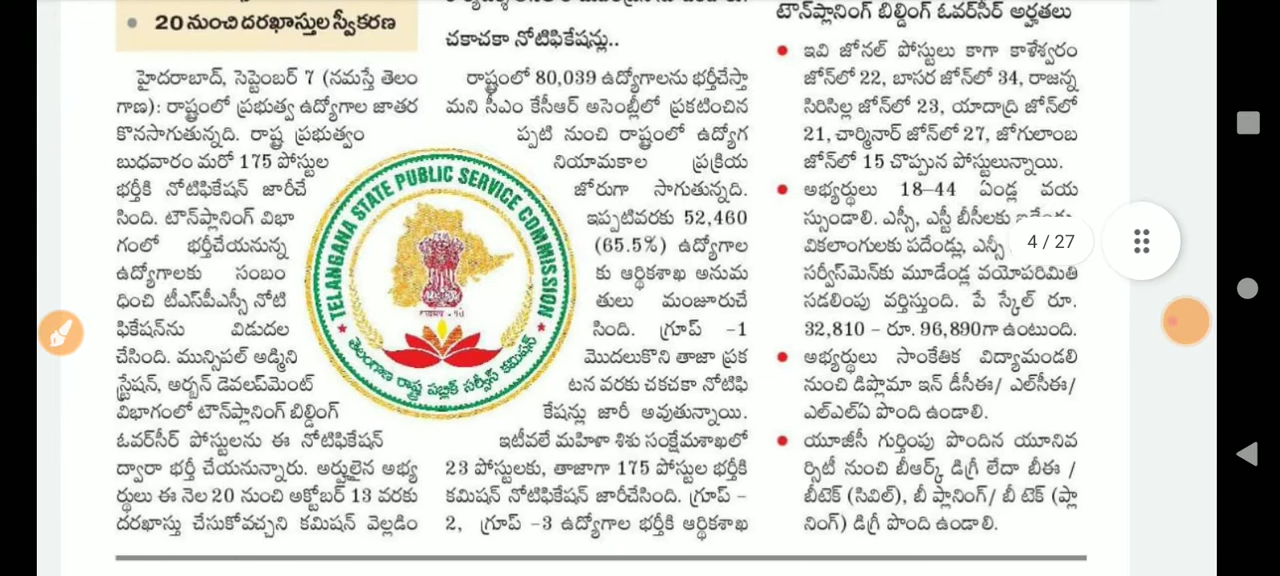 20 నుంచి దరఖాస్తుల స్వీకరణ
హైదరాబాద్, సెప్టెంబర్ 7 (నమస్తే తెలం
గాణ): రాష్ట్రంలో ప్రభుత్వ ఉద్యోగాల జాతర
కొనసాగుతున్నది. రాష్ట్ర ప్రభుత్వం
బుధవారం మరో 175 పోస్టుల
భర్తీకి నోటిఫికేషన్ జారీచే
సింది. టౌన్‌ప్లానింగ్ విభా
గంలో భర్తీచేయనున్న
ఉద్యోగాలకు సంబం
ధించి టీఎస్‌పీఎస్సీ నోటి
ఫికేషన్‌ను విడుదల
చేసింది. మున్సిపల్ అడ్మిని
స్ట్రేషన్, అర్బన్ డెవలప్‌మెంట్
విభాగంలో టౌన్‌ప్లానింగ్ బిల్డింగ్
ఓవర్‌సీర్ పోస్టులను ఈ నోటిఫికేషన్
ద్వారా భర్తీ చేయనున్నారు. అర్హులైన అభ్య
ర్థులు ఈ నెల 20 నుంచి అక్టోబర్ 13 వరకు
దరఖాస్తు చేసుకోవచ్చని కమిషన్ వెల్లడిం
TELANGANA STATE PUBLIC SERVICE COMMISSION
తెలంగాణ రాష్ట్ర పబ్లిక్ సర్వీస్ కమిషన్
చకాచకా నోటిఫికేషన్లు..
రాష్ట్రంలో 80,039 ఉద్యోగాలను భర్తీచేస్తా
మని సీఎం కేసీఆర్ అసెంబ్లీలో ప్రకటించిన
ప్పటి నుంచి రాష్ట్రంలో ఉద్యోగ
నియామకాల ప్రక్రియ
జోరుగా సాగుతున్నది.
ఇప్పటివరకు 52,460
(65.5%) ఉద్యోగాల
కు ఆర్థికశాఖ అనుమ
తులు మంజూరుచే
సింది. గ్రూప్ -1
మొదలుకొని తాజా ప్రక
టన వరకు చకచకా నోటిఫి
కేషన్లు జారీ అవుతున్నాయి.
ఇటీవలే మహిళా శిశు సంక్షేమశాఖలో
23 పోస్టులకు, తాజాగా 175 పోస్టుల భర్తీకి
కమిషన్ నోటిఫికేషన్ జారీచేసింది. గ్రూప్ -
2, గ్రూప్ -3 ఉద్యోగాల భర్తీకి ఆర్థికశాఖ
టౌన్‌ప్లానింగ్ బిల్డింగ్ ఓవర్‌సీర్ అర్హతలు
ఇవి జోనల్ పోస్టులు కాగా కాళేశ్వరం
జోన్‌లో 22, బాసర జోన్‌లో 34, రాజన్న
సిరిసిల్ల జోన్‌లో 23, యాదాద్రి జోన్‌లో
21, చార్మినార్ జోన్‌లో 27, జోగులాంబ
జోన్‌లో 15 చొప్పున పోస్టులున్నాయి.
అభ్యర్థులు 18-44 ఏండ్ల వయ
స్సుండాలి. ఎస్సీ, ఎస్టీ బీసీలకు
వికలాంగులకు పదేండ్లు, ఎన్సీ
సర్వీస్‌మెన్‌కు మూడేండ్ల వయోపరిమితి
సడలింపు వర్తిస్తుంది. పే స్కేల్ రూ.
32,810 - రూ. 96,890గా ఉంటుంది.
అభ్యర్థులు సాంకేతిక విద్యామండలి
నుంచి డిప్లొమా ఇన్ డీసీఈ/ ఎల్‌సీఈ/
ఎల్ఎల్ఏ పొంది ఉండాలి.
యూజీసీ గుర్తింపు పొందిన యూనివ
ర్సిటీ నుంచి బీఆర్క్ డిగ్రీ లేదా బీఈ /
బీటెక్ (సివిల్), బీ ప్లానింగ్/ బీ టెక్ (ప్లా
నింగ్) డిగ్రీ పొంది ఉండాలి.
4 / 27